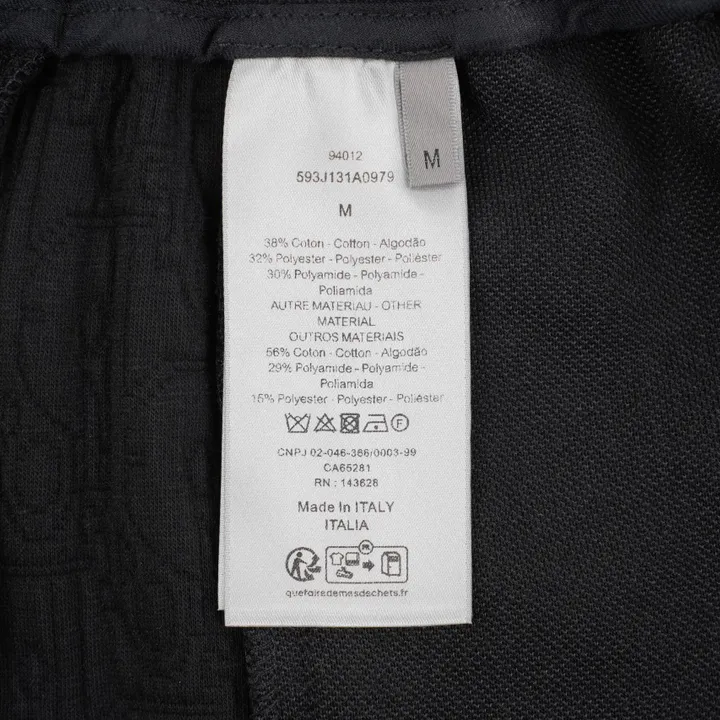 M
94012
593J131A0979
M
38% Coton - Cotton - Algodão
32% Polyester - Polyester - Poliéster
30% Polyamide - Polyamide -
Poliamida
AUTRE MATERIAU - OTHER
MATERIAL
OUTROS MATERIAIS
56% Coton - Cotton - Algodão
29% Polyamide - Polyamide -
Poliamida
15% Polyester - Polyester - Poliéster
F
CNPJ 02-046-366/0003-99
CA65281
RN : 143628
Made In ITALY
ITALIA
FR
quefairedemesdechets.fr